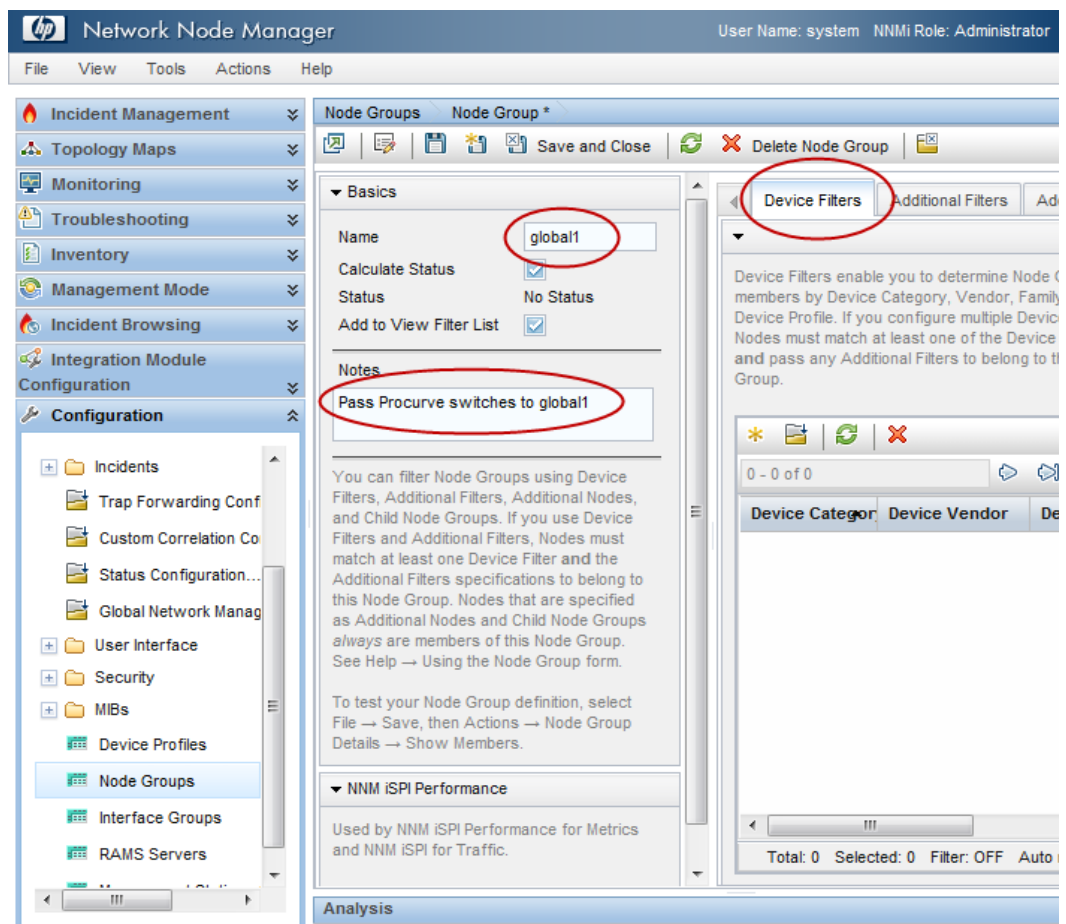 hp Network Node Manager
User Name: system NNMi Role: Administrator
File View Tools Actions Help
Incident Management
Topology Maps
Monitoring
Troubleshooting
Inventory
Management Mode
Incident Browsing
Integration Module
Configuration
Configuration
Incidents
Trap Forwarding Conf
Custom Correlation Co
Status Configuration...
Global Network Manag
User Interface
Security
MIBs
Device Profiles
Node Groups
Interface Groups
RAMS Servers
Node Groups Node Group *
Save and Close Delete Node Group
Basics
Name global1
Calculate Status
Status No Status
Add to View Filter List
Notes
Pass Procurve switches to global1
You can filter Node Groups using Device
Filters, Additional Filters, Additional Nodes,
and Child Node Groups. If you use Device
Filters and Additional Filters, Nodes must
match at least one Device Filter and the
Additional Filters specifications to belong to
this Node Group. Nodes that are specified
as Additional Nodes and Child Node Groups
always are members of this Node Group.
See Help → Using the Node Group form.
To test your Node Group definition, select
File → Save, then Actions → Node Group
Details → Show Members.
NNM iSPI Performance
Used by NNM iSPI Performance for Metrics
and NNM iSPI for Traffic.
Device Filters Additional Filters Ad
Device Filters enable you to determine Node G
members by Device Category, Vendor, Family
Device Profile. If you configure multiple Devic
Nodes must match at least one of the Device
and pass any Additional Filters to belong to th
Group.
0 - 0 of 0
Device Categor Device Vendor De
Total: 0 Selected: 0 Filter: OFF Auto
Analysis